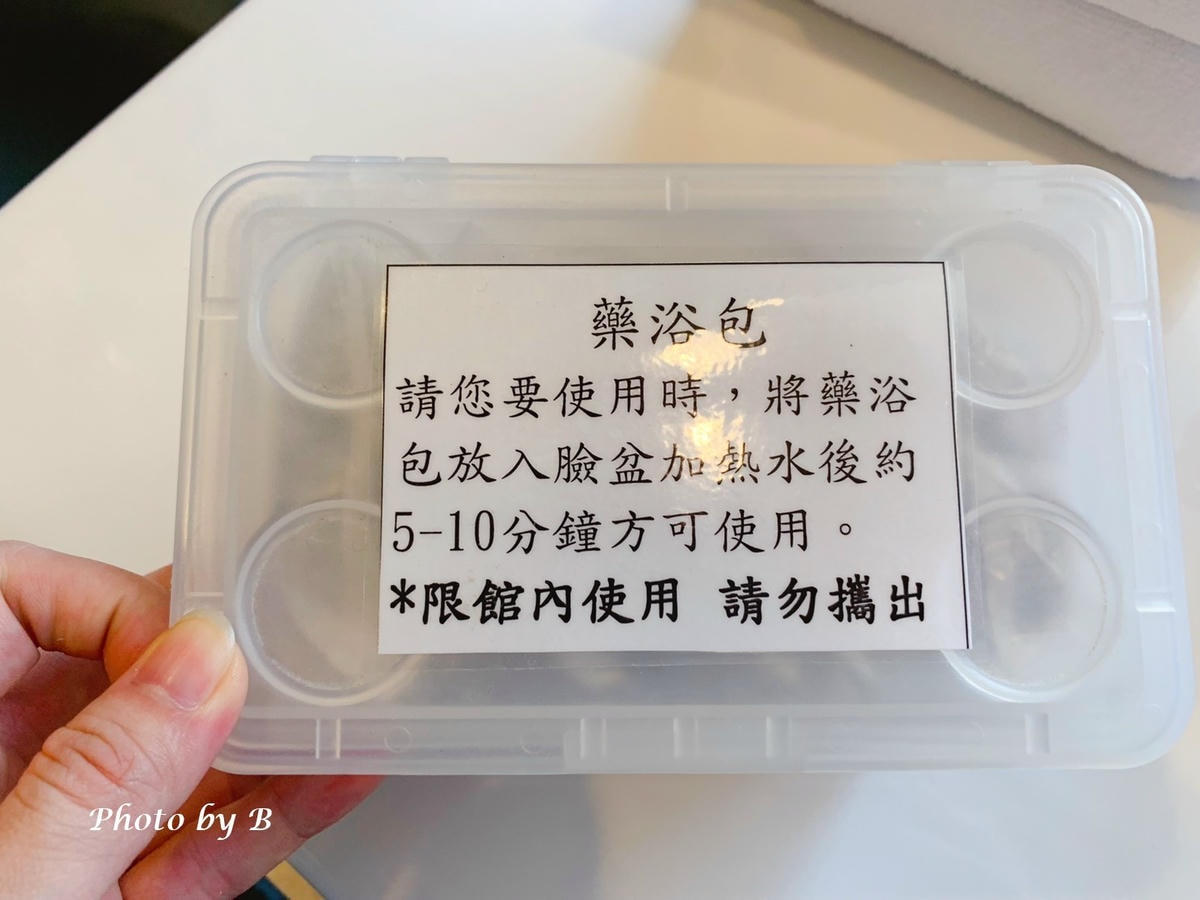 藥浴包
請您要使用時，將藥浴
包放入臉盆加熱水後約
5-10分鐘方可使用。
*限館內使用 請勿攜出
Photo by B